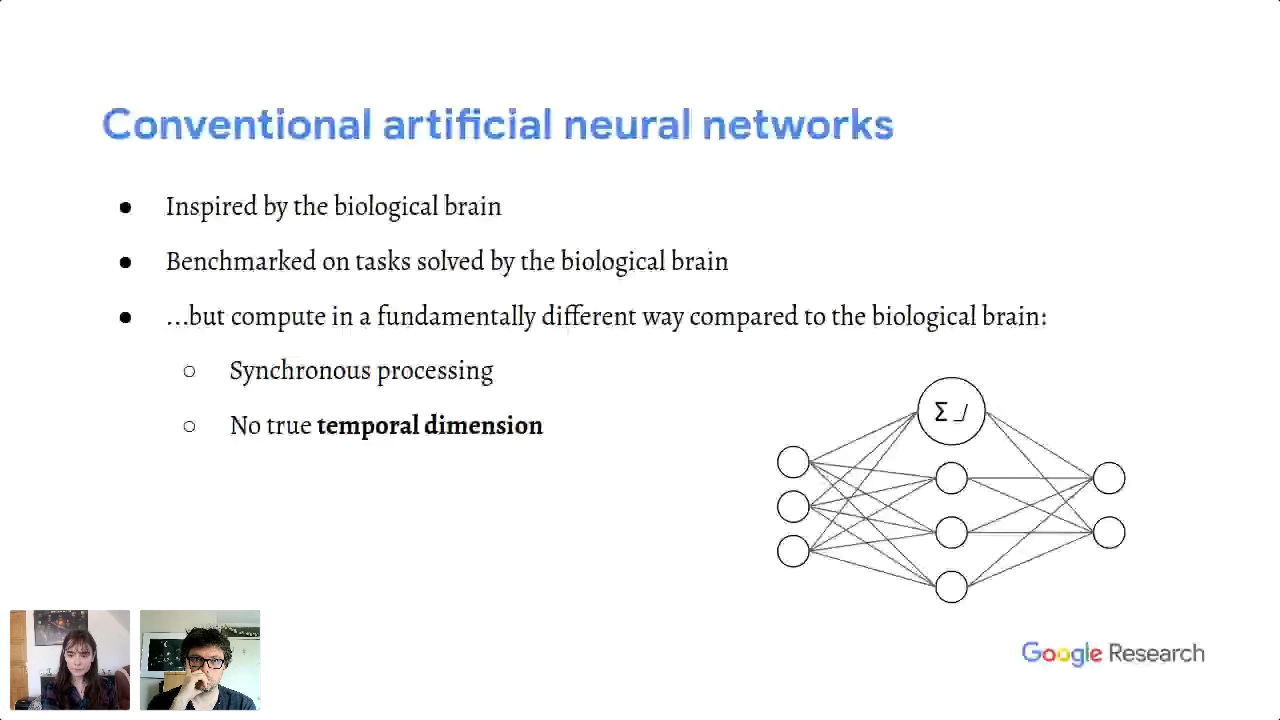 Conventional artificial neural networks
● Inspired by the biological brain
● Benchmarked on tasks solved by the biological brain
● ...but compute in a fundamentally different way compared to the biological brain:
○ Synchronous processing
○ No true temporal dimension
Σ
Google Research